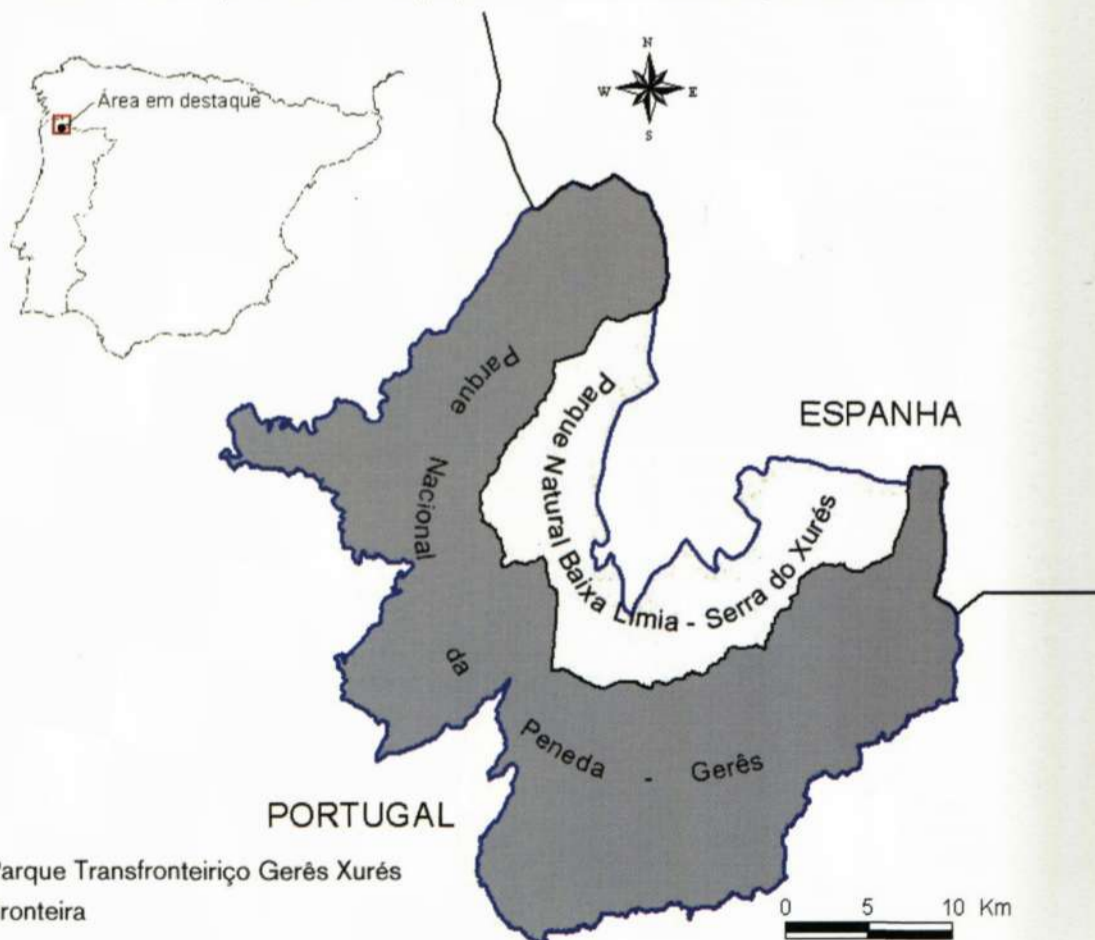 Área em destaque
N
W E
S
ESPANHA
Parque Nacional da Peneda - Gerês
Parque Natural Baixa Limia - Serra do Xurés
PORTUGAL
Parque Transfronteiriço Gerês Xurés
ronteira
0 5 10 Km